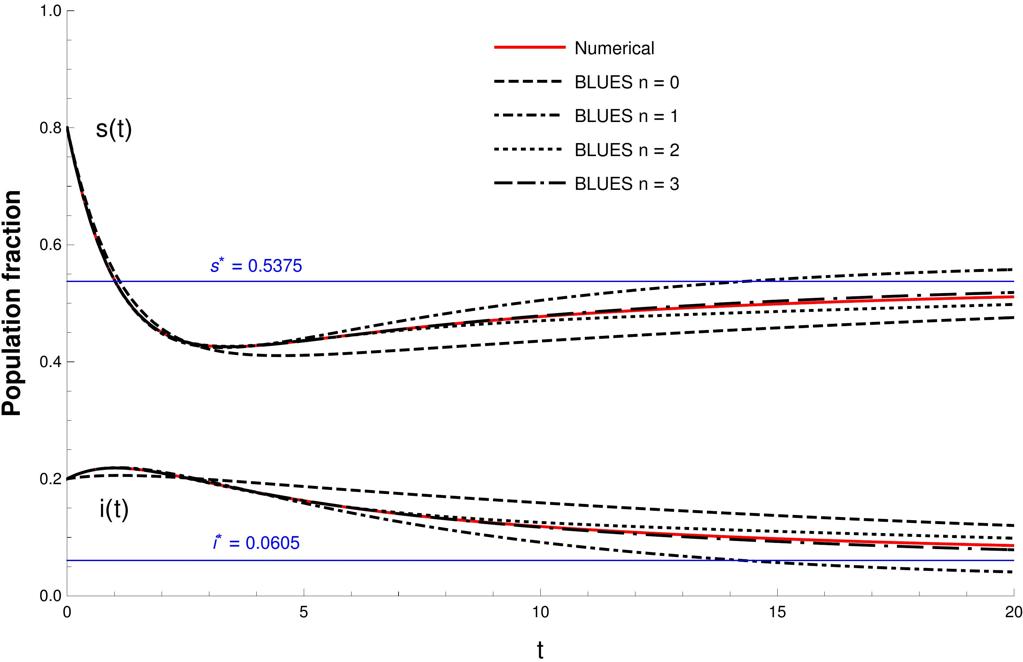 1.0
Numerical
BLUES n = 0
BLUES n = 1
BLUES n = 2
BLUES n = 3
0.8
s(t)
0.6
s* = 0.5375
0.4
0.2
i(t)
i* = 0.0605
0.0
0 5 10 15 20
t
Population fraction